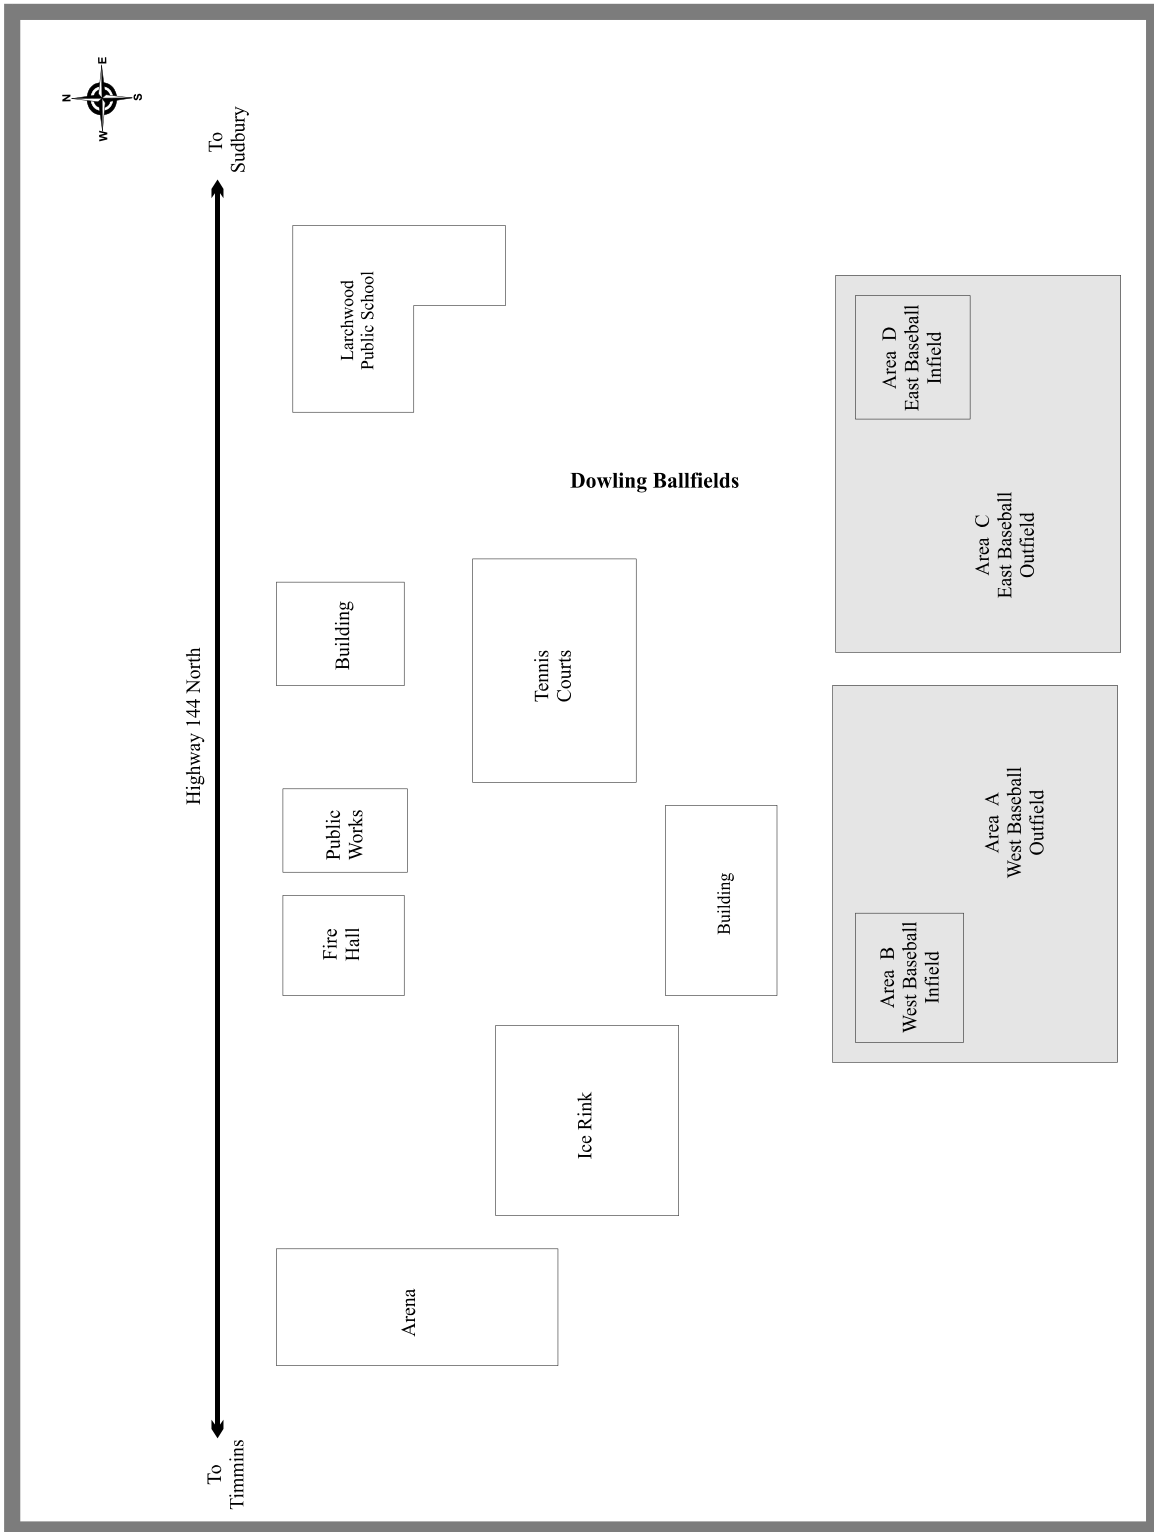 N
E
S
W
To
Sudbury
Highway 144 North
To
Timmins
Larchwood
Public School
Building
Public
Works
Fire
Hall
Arena
Dowling Ballfields
Tennis
Courts
Ice Rink
Building
Area D
East Baseball
Infield
Area C
East Baseball
Outfield
Area A
West Baseball
Outfield
Area B
West Baseball
Infield